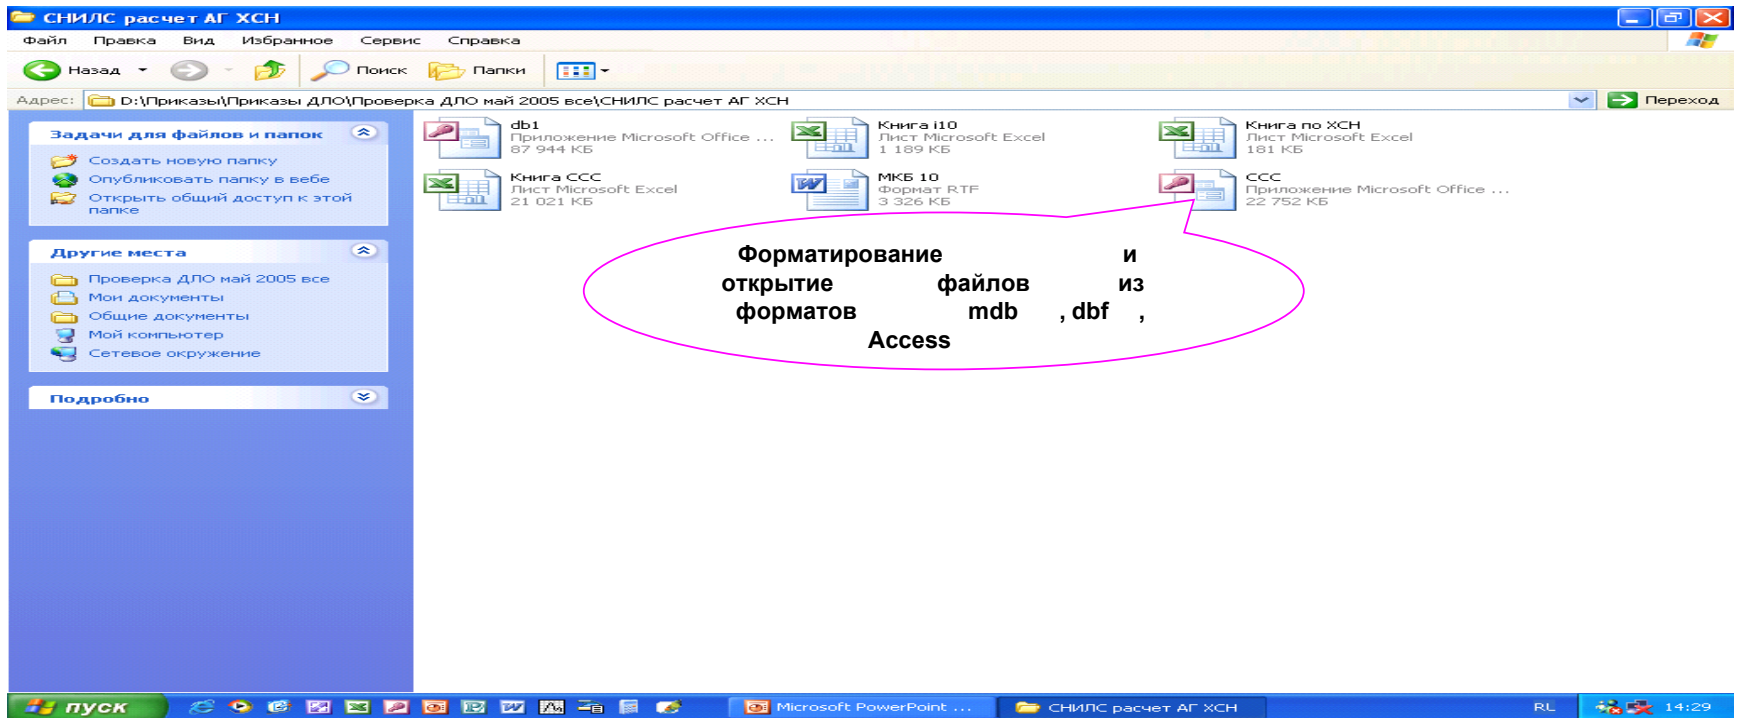 СНИЛС расчет АГ ХСН
Файл Правка Вид Избранное Сервис Справка
Назад Поиск Папки
Адрес: D:\Приказы\Приказы ДЛО\Проверка ДЛО май 2005 все\СНИЛС расчет АГ ХСН Переход
Задачи для файлов и папок
Создать новую папку
Опубликовать папку в вебе
Открыть общий доступ к этой
папке
Другие места
Проверка ДЛО май 2005 все
Мои документы
Общие документы
Мой компьютер
Сетевое окружение
Подробно
db1
Приложение Microsoft Office ...
87 944 КБ
Книга i10
Лист Microsoft Excel
1 189 КБ
Книга по ХСН
Лист Microsoft Excel
181 КБ
Книга ССС
Лист Microsoft Excel
21 021 КБ
МКБ 10
Формат RTF
3 326 КБ
ССС
Приложение Microsoft Office ...
22 752 КБ
Форматирование и
открытие файлов из
форматов mdb , dbf ,
Access
пуск Microsoft PowerPoint ... СНИЛС расчет АГ ХСН RL 14:29